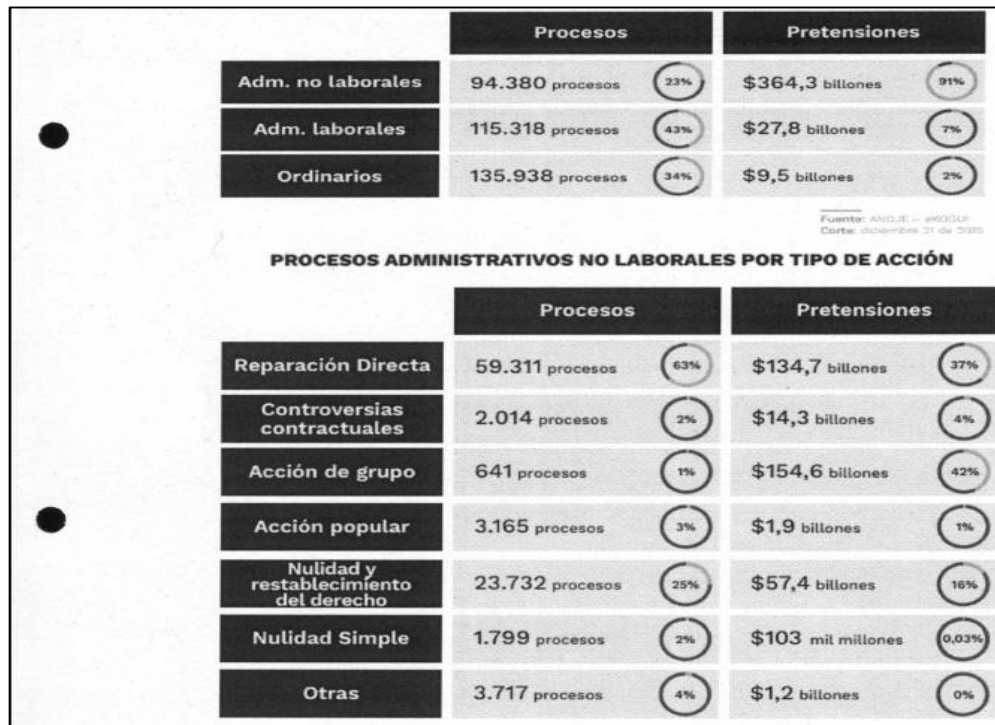 Procesos Pretensiones
Adm. no laborales 94.380 procesos 23% $364,3 billones 91%
Adm. laborales 115.318 procesos 43% $27,8 billones 7%
Ordinarios 135.938 procesos 34% $9,5 billones 2%
Fuente: ANDJE – eKOGUI
Corte: diciembre 31 de
PROCESOS ADMINISTRATIVOS NO LABORALES POR TIPO DE ACCIÓN
Procesos Pretensiones
Reparación Directa 59.311 procesos 63% $134,7 billones 37%
Controversias
contractuales 2.014 procesos 2% $14,3 billones 4%
Acción de grupo 641 procesos 1% $154,6 billones 42%
Acción popular 3.165 procesos 3% $1,9 billones 1%
Nulidad y
restablecimiento
del derecho 23.732 procesos 25% $57,4 billones 16%
Nulidad Simple 1.799 procesos 2% $103 mil millones 0,03%
Otras 3.717 procesos 4% $1,2 billones 0%